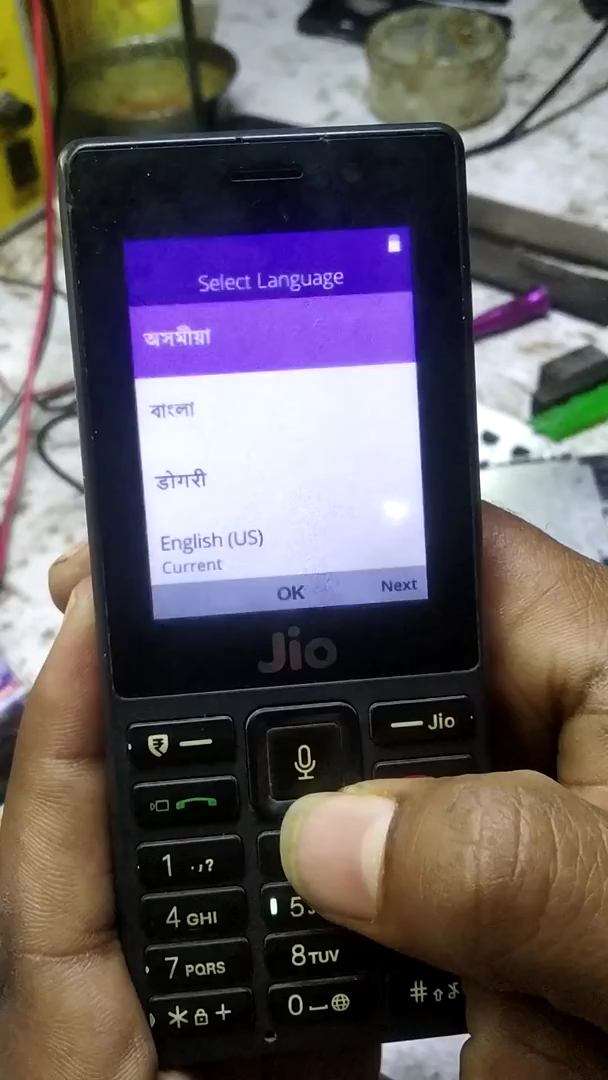 Select Language
অসমীয়া
বাংলা
डोगरी
English (US)
Current
OK
Next
Jio
Jio
1 .,?
4 GHI
5
7 PQRS
8 TUV
* +
0
#